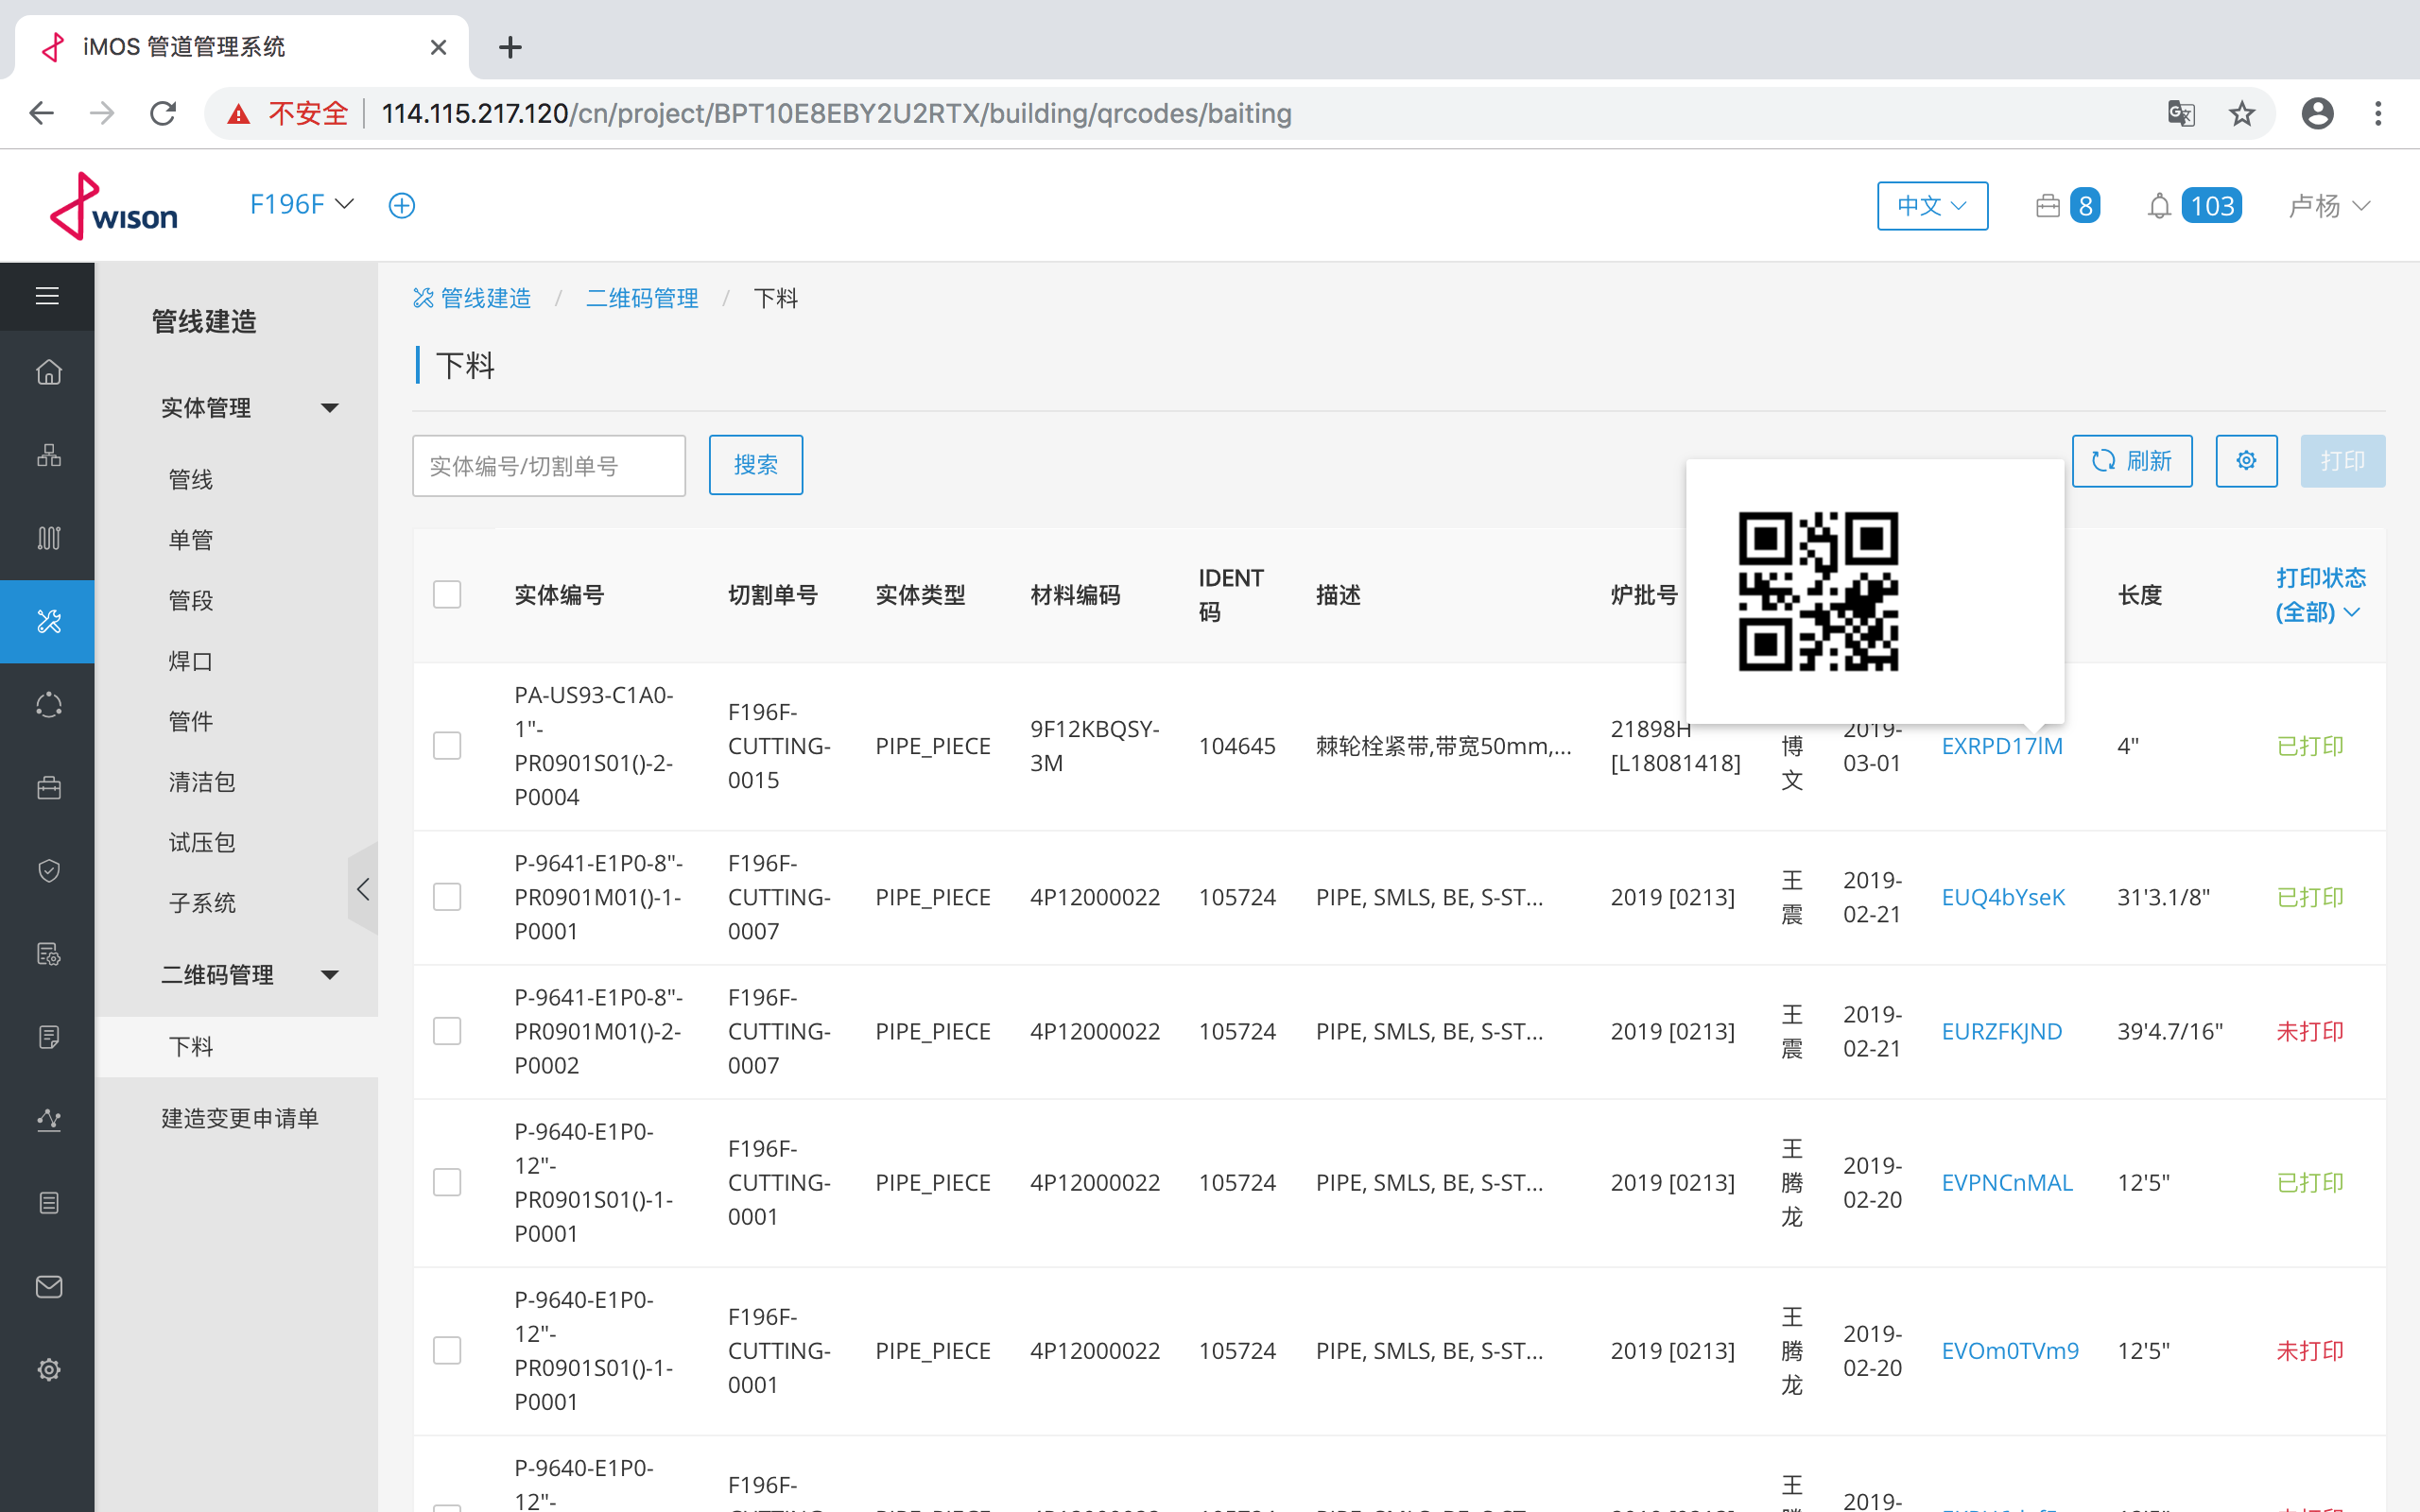 iMOS 管道管理系统
不安全 114.115.217.120/cn/project/BPT10E8EBY2U2RTX/building/qrcodes/baiting
wison
F196F
中文
8
103
卢杨
管线建造
实体管理
管线
单管
管段
焊口
管件
清洁包
试压包
子系统
二维码管理
下料
建造变更申请单
管线建造 / 二维码管理 / 下料
下料
实体编号/切割单号
搜索
刷新
打印
实体编号 切割单号 实体类型 材料编码 IDENT 码 描述 炉批号 长度 打印状态 (全部)
PA-US93-C1A0-
1"-
PR0901S01()-2-
P0004
F196F-
CUTTING-
0015
PIPE_PIECE
9F12KBQSY-
3M
104645
棘轮栓紧带,带宽50mm,...
21898H
[L18081418]
博
文
2019-
03-01
EXRPD17lM
4"
已打印
P-9641-E1P0-8"-
PR0901M01()-1-
P0001
F196F-
CUTTING-
0007
PIPE_PIECE
4P12000022
105724
PIPE, SMLS, BE, S-ST...
2019 [0213]
王
震
2019-
02-21
EUQ4bYseK
31'3.1/8"
已打印
P-9641-E1P0-8"-
PR0901M01()-2-
P0002
F196F-
CUTTING-
0007
PIPE_PIECE
4P12000022
105724
PIPE, SMLS, BE, S-ST...
2019 [0213]
王
震
2019-
02-21
EURZFKJND
39'4.7/16"
未打印
P-9640-E1P0-
12"-
PR0901S01()-1-
P0001
F196F-
CUTTING-
0001
PIPE_PIECE
4P12000022
105724
PIPE, SMLS, BE, S-ST...
2019 [0213]
王
腾
龙
2019-
02-20
EVPNCnMAL
12'5"
已打印
P-9640-E1P0-
12"-
PR0901S01()-1-
P0001
F196F-
CUTTING-
0001
PIPE_PIECE
4P12000022
105724
PIPE, SMLS, BE, S-ST...
2019 [0213]
王
腾
龙
2019-
02-20
EVOm0TVm9
12'5"
未打印
P-9640-E1P0-
12"-
F196F-
王
2019-